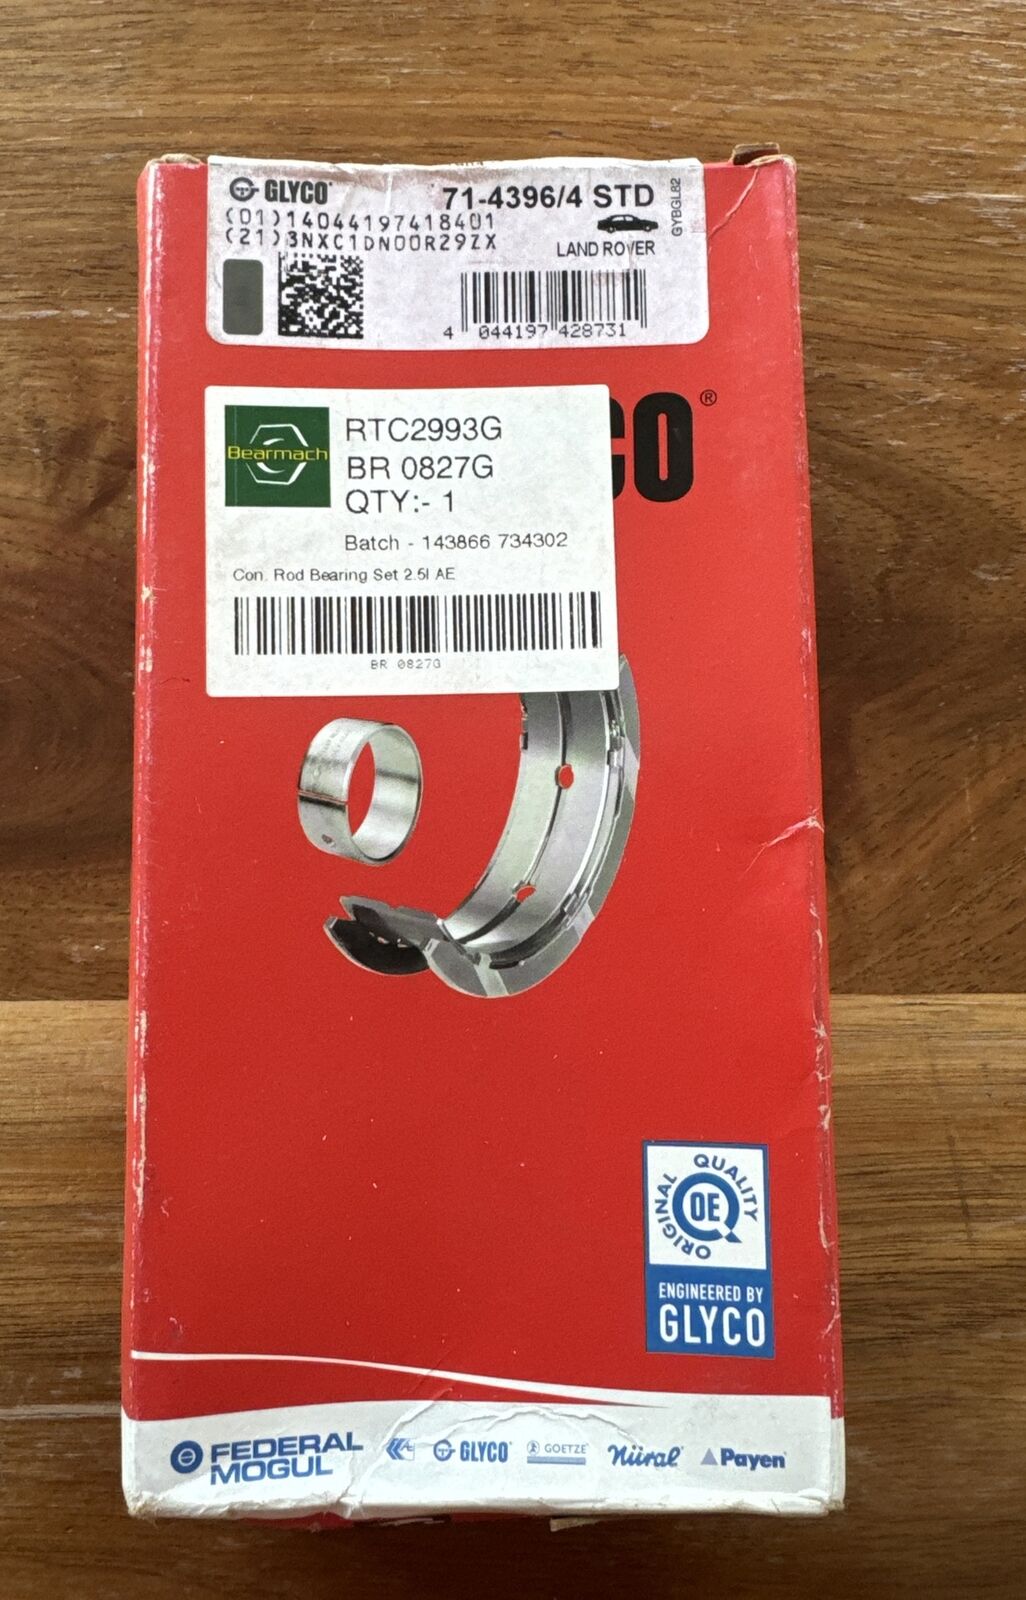 GLYCO
71-4396/4 STD
(01)14044197418401
(21)3NXC1DN00R29ZX
LAND ROVER
GYBGL82
4 044197 428731
CO®
Bearmach
RTC2993G
BR 0827G
QTY:- 1
Batch - 143866 734302
Con. Rod Bearing Set 2.5l AE
BR 0827G
ORIGINAL QUALITY
OE
ENGINEERED BY
GLYCO
FEDERAL
MOGUL
GLYCO
GOETZE
Nüral
Payen